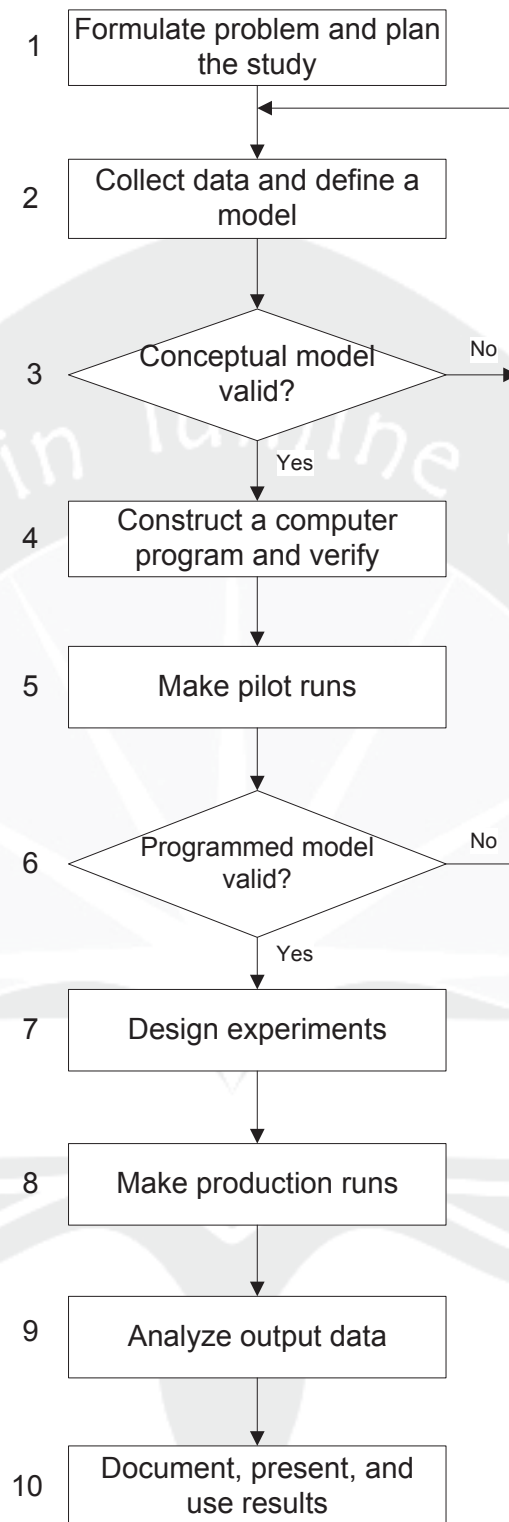 1
Formulate problem and plan
the study
2
Collect data and define a
model
3
Conceptual model
valid?
No
in lumine
Yes
4
Construct a computer
program and verify
5
Make pilot runs
6
Programmed model
valid?
No
Yes
7
Design experiments
8
Make production runs
9
Analyze output data
10
Document, present, and
use results